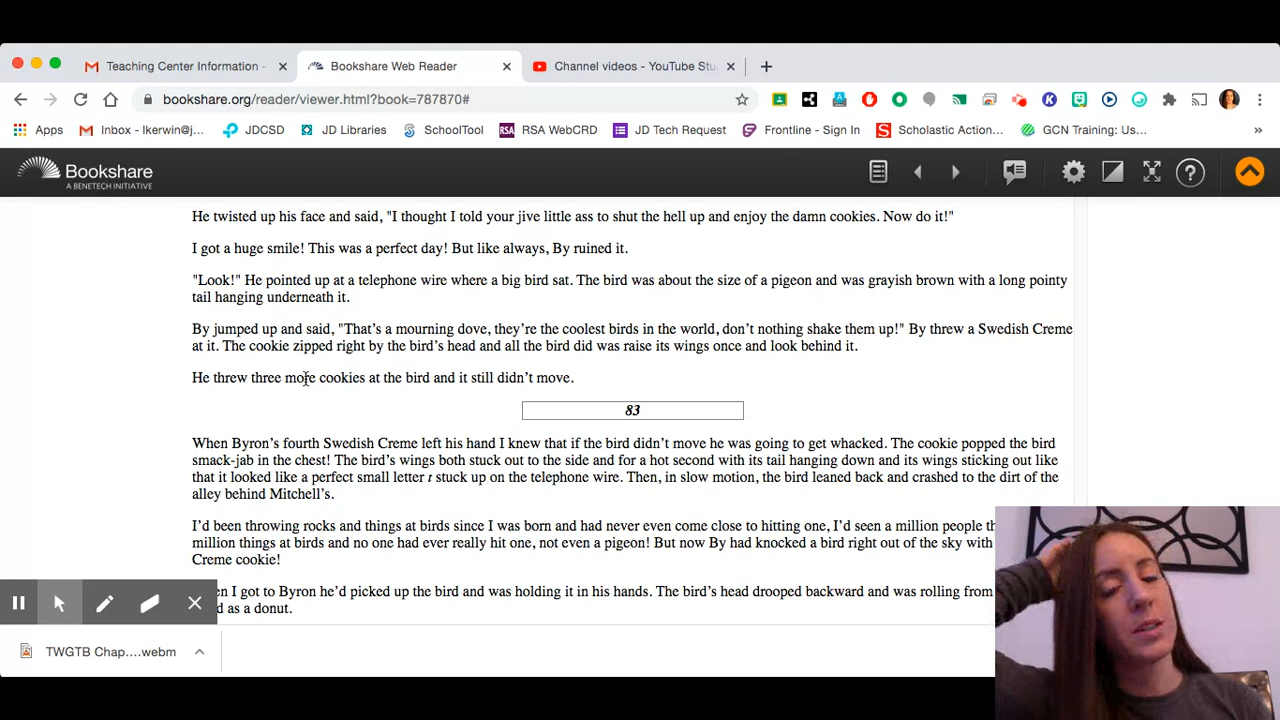 Teaching Center Information -
Bookshare Web Reader
Channel videos - YouTube Stu
bookshare.org/reader/viewer.html?book=787870#
Apps
Inbox - lkerwin@j...
JDCSD
JD Libraries
SchoolTool
RSA WebCRD
JD Tech Request
Frontline - Sign In
Scholastic Action...
GCN Training: Us...
»
Bookshare
A BENETECH INITIATIVE
He twisted up his face and said, "I thought I told your jive little ass to shut the hell up and enjoy the damn cookies. Now do it!"
I got a huge smile! This was a perfect day! But like always, By ruined it.
"Look!" He pointed up at a telephone wire where a big bird sat. The bird was about the size of a pigeon and was grayish brown with a long pointy
tail hanging underneath it.
By jumped up and said, "That's a mourning dove, they're the coolest birds in the world, don't nothing shake them up!" By threw a Swedish Creme
at it. The cookie zipped right by the bird's head and all the bird did was raise its wings once and look behind it.
He threw three more cookies at the bird and it still didn't move.
83
When Byron's fourth Swedish Creme left his hand I knew that if the bird didn't move he was going to get whacked. The cookie popped the bird
smack-jab in the chest! The bird's wings both stuck out to the side and for a hot second with its tail hanging down and its wings sticking out like
that it looked like a perfect small letter t stuck up on the telephone wire. Then, in slow motion, the bird leaned back and crashed to the dirt of the
alley behind Mitchell's.
I'd been throwing rocks and things at birds since I was born and had never even come close to hitting one, I'd seen a million people th
million things at birds and no one had ever really hit one, not even a pigeon! But now By had knocked a bird right out of the sky with
Creme cookie!
n I got to Byron he'd picked up the bird and was holding it in his hands. The bird's head drooped backward and was rolling from
d as a donut.
TWGTB Chap....webm